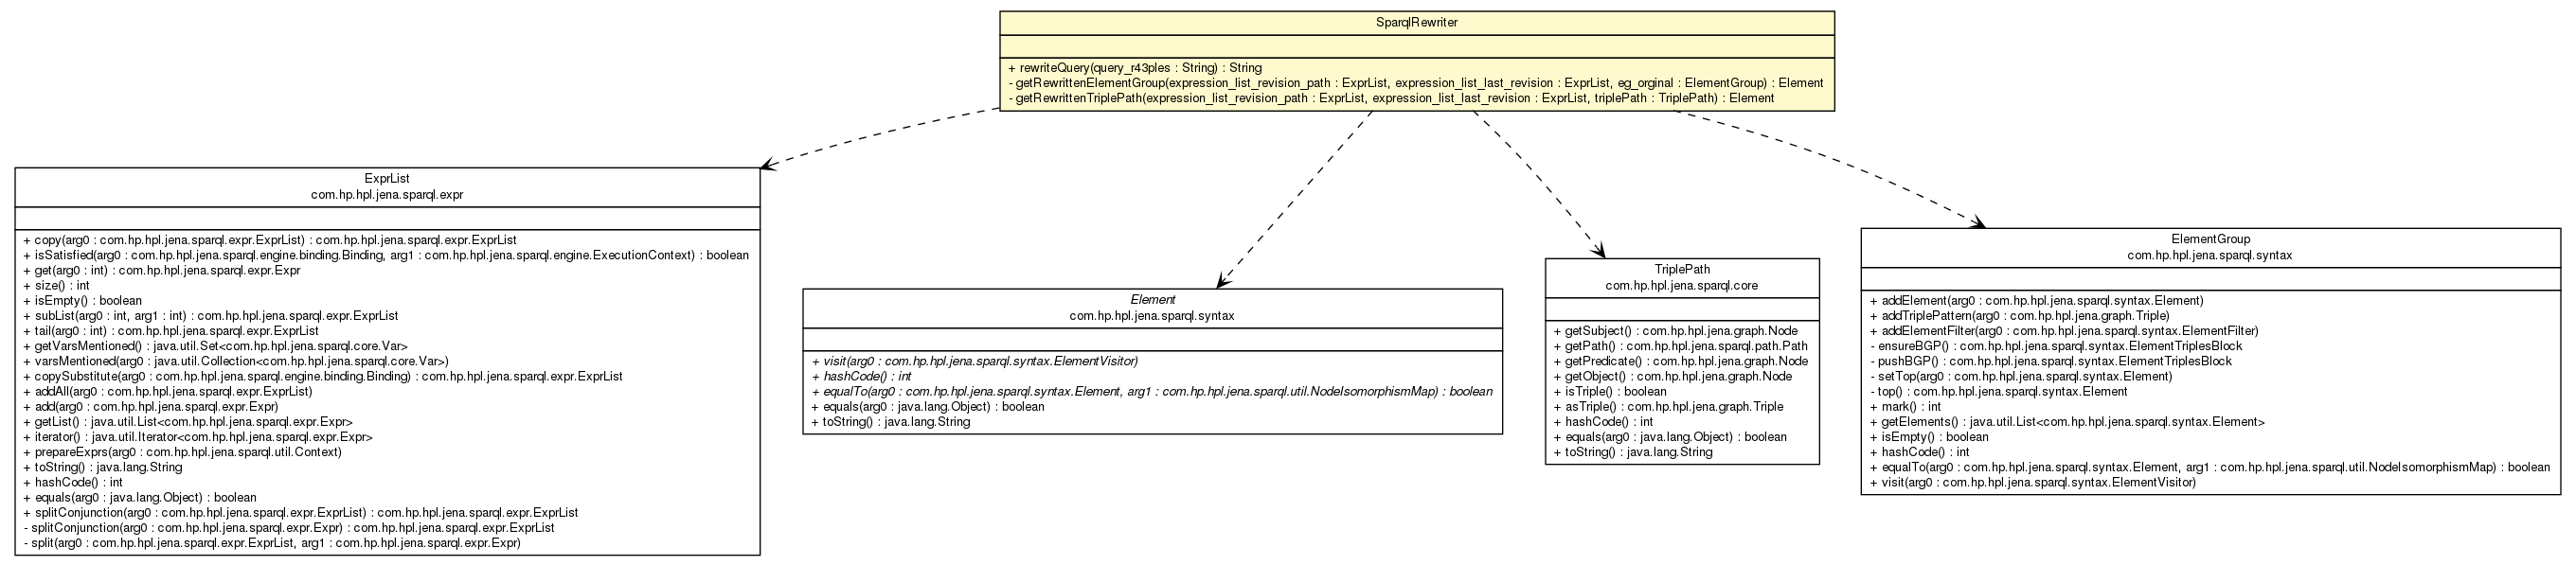 SparqlRewriter
+ rewriteQuery(query_r43ples : String) : String
- getRewrittenElementGroup(expression_list_revision_path : ExprList, expression_list_last_revision : ExprList, eg_orginal : ElementGroup) : Element
- getRewrittenTriplePath(expression_list_revision_path : ExprList, expression_list_last_revision : ExprList, triplePath : TriplePath) : Element
ExprList
com.hp.hpl.jena.sparql.expr
+ copy(arg0 : com.hp.hpl.jena.sparql.expr.ExprList) : com.hp.hpl.jena.sparql.expr.ExprList
+ isSatisfied(arg0 : com.hp.hpl.jena.sparql.engine.binding.Binding, arg1 : com.hp.hpl.jena.sparql.engine.ExecutionContext) : boolean
+ get(arg0 : int) : com.hp.hpl.jena.sparql.expr.Expr
+ size() : int
+ isEmpty() : boolean
+ subList(arg0 : int, arg1 : int) : com.hp.hpl.jena.sparql.expr.ExprList
+ tail(arg0 : int) : com.hp.hpl.jena.sparql.expr.ExprList
+ getVarsMentioned() : java.util.Set<com.hp.hpl.jena.sparql.core.Var>
+ varsMentioned(arg0 : java.util.Collection<com.hp.hpl.jena.sparql.core.Var>)
+ copySubstitute(arg0 : com.hp.hpl.jena.sparql.engine.binding.Binding) : com.hp.hpl.jena.sparql.expr.ExprList
+ addAll(arg0 : com.hp.hpl.jena.sparql.expr.ExprList)
+ add(arg0 : com.hp.hpl.jena.sparql.expr.Expr)
+ getList() : java.util.List<com.hp.hpl.jena.sparql.expr.Expr>
+ iterator() : java.util.Iterator<com.hp.hpl.jena.sparql.expr.Expr>
+ prepareExprs(arg0 : com.hp.hpl.jena.sparql.util.Context)
+ toString() : java.lang.String
+ hashCode() : int
+ equals(arg0 : java.lang.Object) : boolean
+ splitConjunction(arg0 : com.hp.hpl.jena.sparql.expr.ExprList) : com.hp.hpl.jena.sparql.expr.ExprList
- splitConjunction(arg0 : com.hp.hpl.jena.sparql.expr.Expr) : com.hp.hpl.jena.sparql.expr.ExprList
- split(arg0 : com.hp.hpl.jena.sparql.expr.ExprList, arg1 : com.hp.hpl.jena.sparql.expr.Expr)
Element
com.hp.hpl.jena.sparql.syntax
+ visit(arg0 : com.hp.hpl.jena.sparql.syntax.ElementVisitor)
+ hashCode() : int
+ equalTo(arg0 : com.hp.hpl.jena.sparql.syntax.Element, arg1 : com.hp.hpl.jena.sparql.util.NodeIsomorphismMap) : boolean
+ equals(arg0 : java.lang.Object) : boolean
+ toString() : java.lang.String
TriplePath
com.hp.hpl.jena.sparql.core
+ getSubject() : com.hp.hpl.jena.graph.Node
+ getPath() : com.hp.hpl.jena.sparql.path.Path
+ getPredicate() : com.hp.hpl.jena.graph.Node
+ getObject() : com.hp.hpl.jena.graph.Node
+ isTriple() : boolean
+ asTriple() : com.hp.hpl.jena.graph.Triple
+ hashCode() : int
+ equals(arg0 : java.lang.Object) : boolean
+ toString() : java.lang.String
ElementGroup
com.hp.hpl.jena.sparql.syntax
+ addElement(arg0 : com.hp.hpl.jena.sparql.syntax.Element)
+ addTriplePattern(arg0 : com.hp.hpl.jena.graph.Triple)
+ addElementFilter(arg0 : com.hp.hpl.jena.sparql.syntax.ElementFilter)
- ensureBGP() : com.hp.hpl.jena.sparql.syntax.ElementTriplesBlock
- pushBGP() : com.hp.hpl.jena.sparql.syntax.ElementTriplesBlock
- setTop(arg0 : com.hp.hpl.jena.sparql.syntax.Element)
- top() : com.hp.hpl.jena.sparql.syntax.Element
+ mark() : int
+ getElements() : java.util.List<com.hp.hpl.jena.sparql.syntax.Element>
+ isEmpty() : boolean
+ hashCode() : int
+ equalTo(arg0 : com.hp.hpl.jena.sparql.syntax.Element, arg1 : com.hp.hpl.jena.sparql.util.NodeIsomorphismMap) : boolean
+ visit(arg0 : com.hp.hpl.jena.sparql.syntax.ElementVisitor)